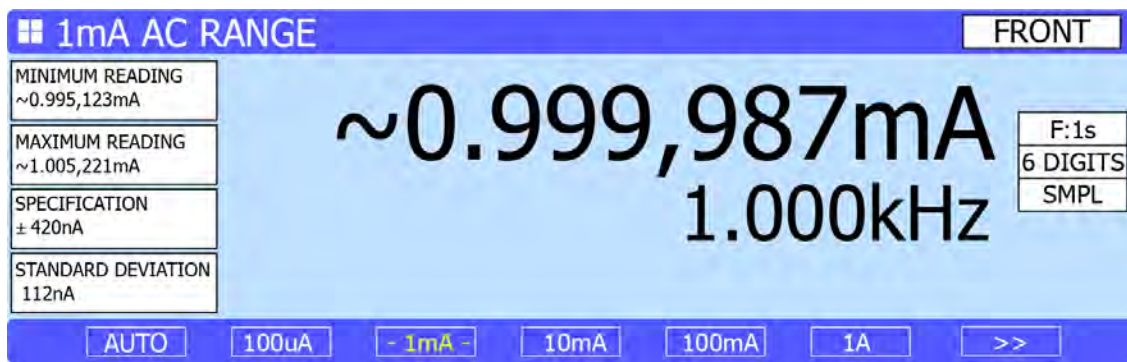 1mA AC RANGE
FRONT
MINIMUM READING
~0.995,123mA
MAXIMUM READING
~1.005,221mA
SPECIFICATION
± 420nA
STANDARD DEVIATION
112nA
~0.999,987mA
1.000kHz
F:1s
6 DIGITS
SMPL
AUTO 100uA - 1mA - 10mA 100mA 1A >>